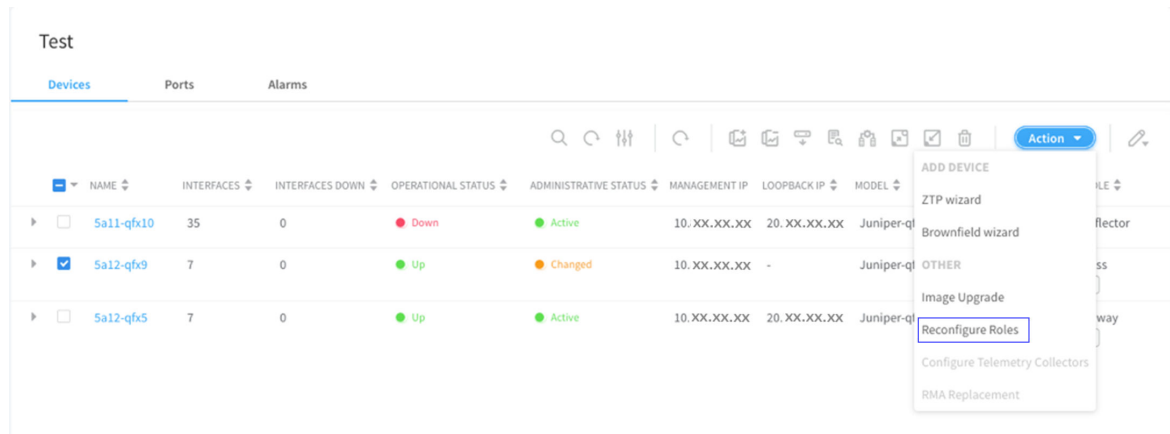 Test
Devices Ports Alarms
Action
NAME INTERFACES INTERFACES DOWN OPERATIONAL STATUS ADMINISTRATIVE STATUS MANAGEMENT IP LOOPBACK IP MODEL
5a11-qfx10 35 0 Down Active 10.XX.XX.XX 20.XX.XX.XX
5a12-qfx9 7 0 Up Changed 10.XX.XX.XX -
5a12-qfx5 7 0 Up Active 10.XX.XX.XX 20.XX.XX.XX
ADD DEVICE
ZTP wizard
Brownfield wizard
OTHER
Image Upgrade
Reconfigure Roles
Configure Telemetry Collectors
RMA Replacement